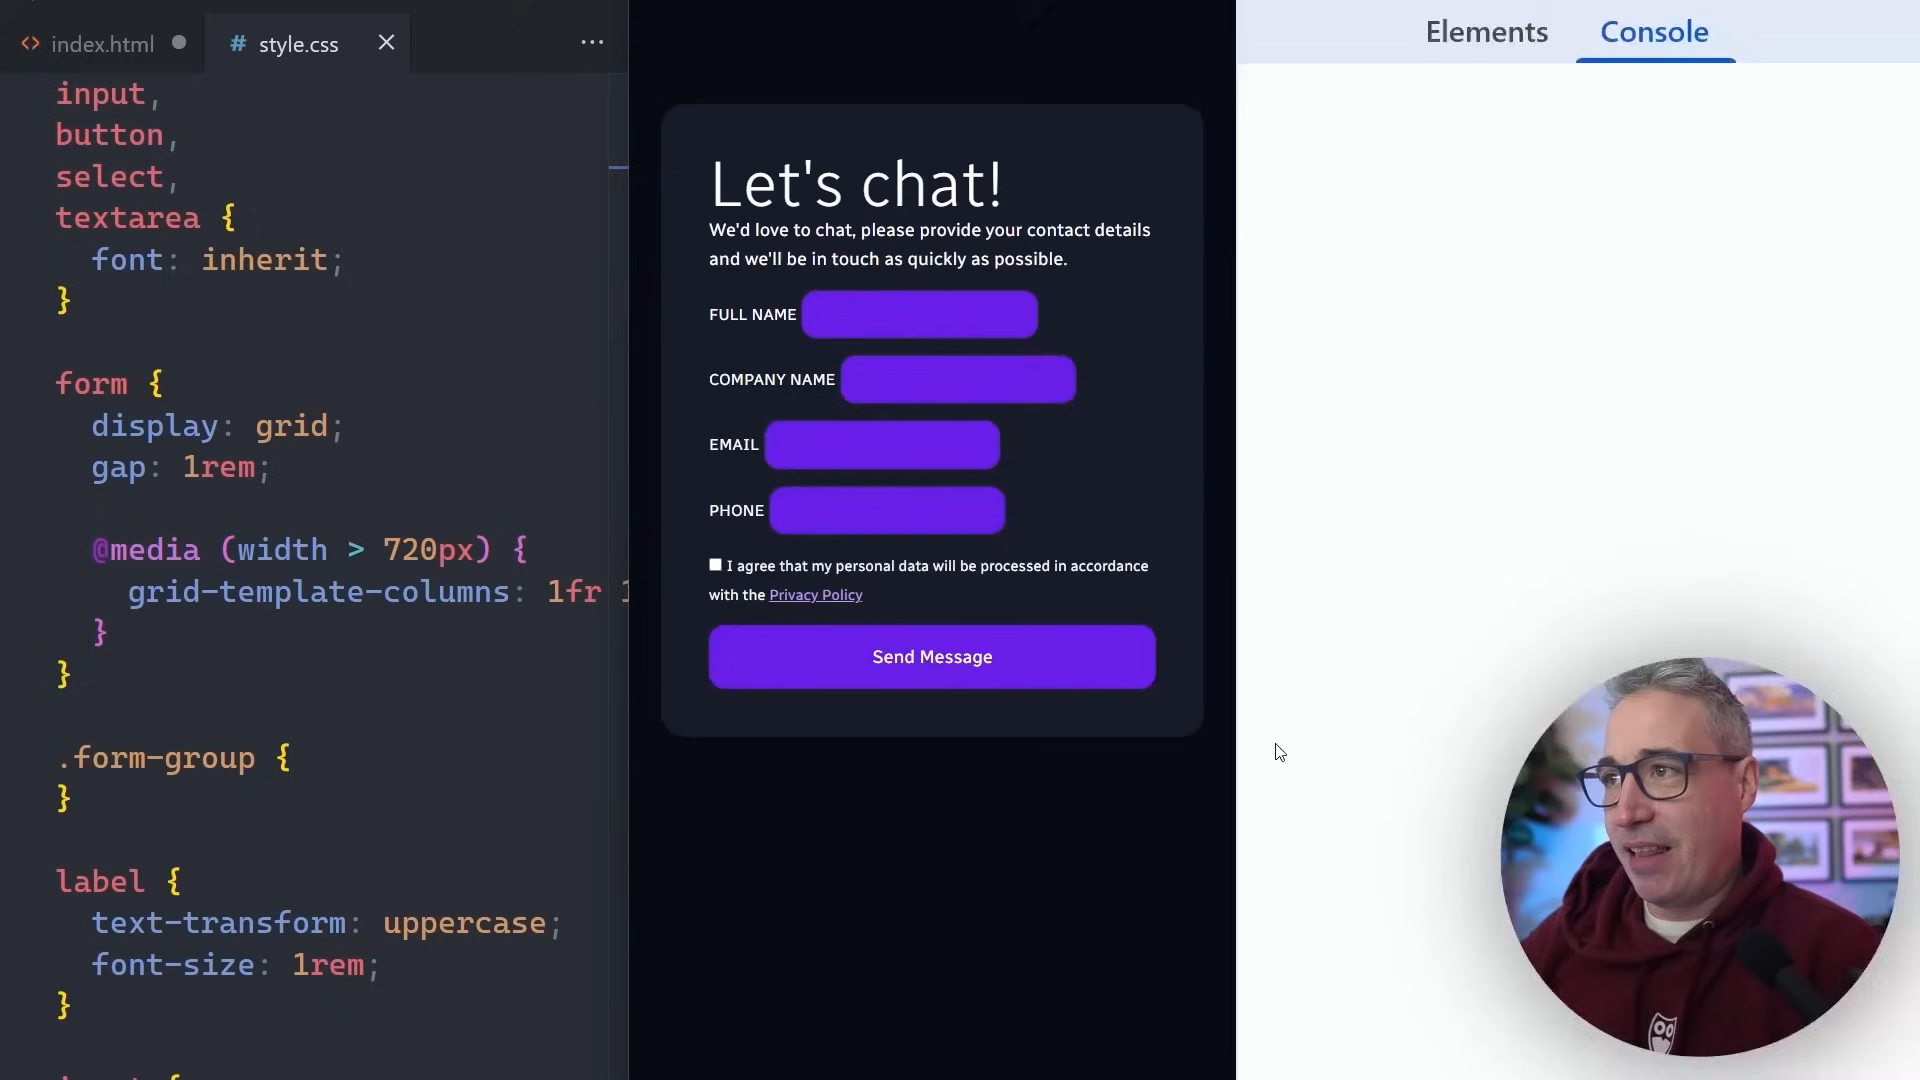 index.html
# style.css
input,
button,
select,
textarea {
font: inherit;
}
form {
display: grid;
gap: 1rem;
@media (width > 720px) {
grid-template-columns: 1fr 1
}
}
.form-group {
}
label {
text-transform: uppercase;
font-size: 1rem;
}
Let's chat!
We'd love to chat, please provide your contact details
and we'll be in touch as quickly as possible.
FULL NAME
COMPANY NAME
EMAIL
PHONE
I agree that my personal data will be processed in accordance
with the Privacy Policy
Send Message
Elements Console